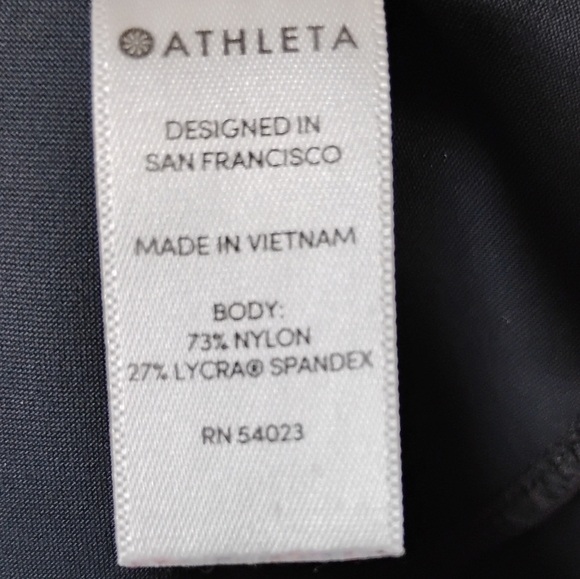 ATHLETA
DESIGNED IN
SAN FRANCISCO
MADE IN VIETNAM
BODY:
73% NYLON
27% LYCRA® SPANDEX
RN 54023